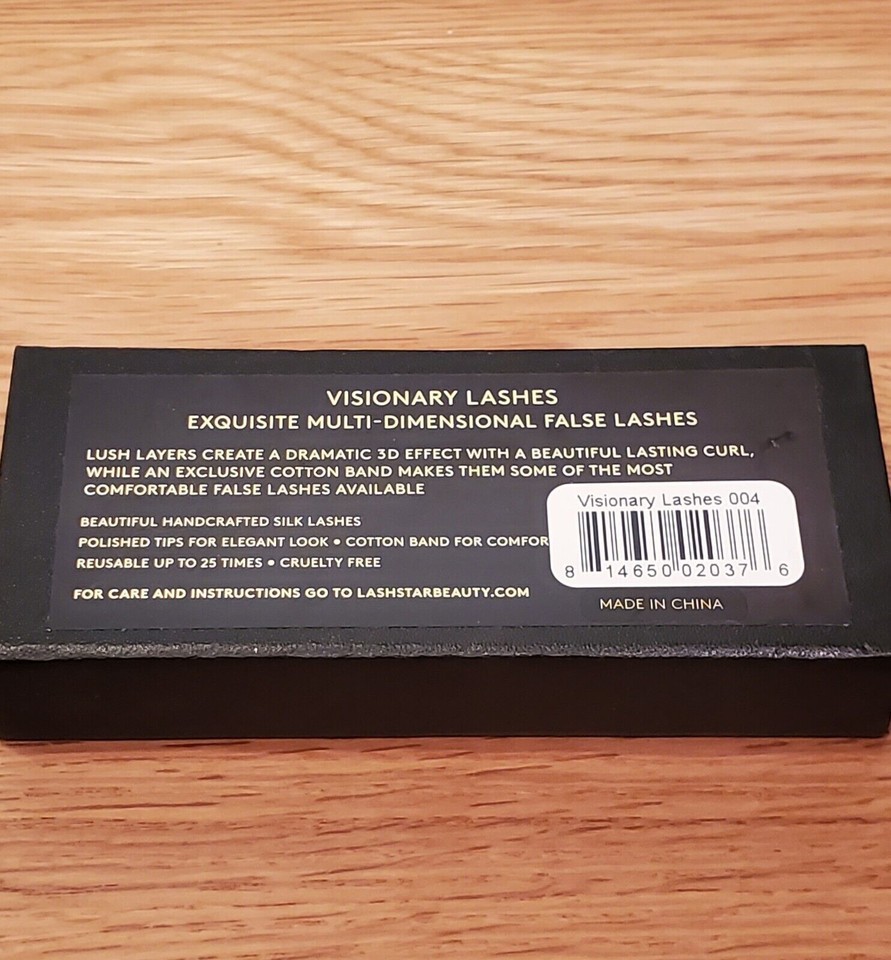 VISIONARY LASHES
EXQUISITE MULTI-DIMENSIONAL FALSE LASHES
LUSH LAYERS CREATE A DRAMATIC 3D EFFECT WITH A BEAUTIFUL LASTING CURL,
WHILE AN EXCLUSIVE COTTON BAND MAKES THEM SOME OF THE MOST
COMFORTABLE FALSE LASHES AVAILABLE
BEAUTIFUL HANDCRAFTED SILK LASHES
POLISHED TIPS FOR ELEGANT LOOK • COTTON BAND FOR COMFOR
REUSABLE UP TO 25 TIMES • CRUELTY FREE
FOR CARE AND INSTRUCTIONS GO TO LASHSTARBEAUTY.COM
Visionary Lashes 004
8 14650 02037 6
MADE IN CHINA